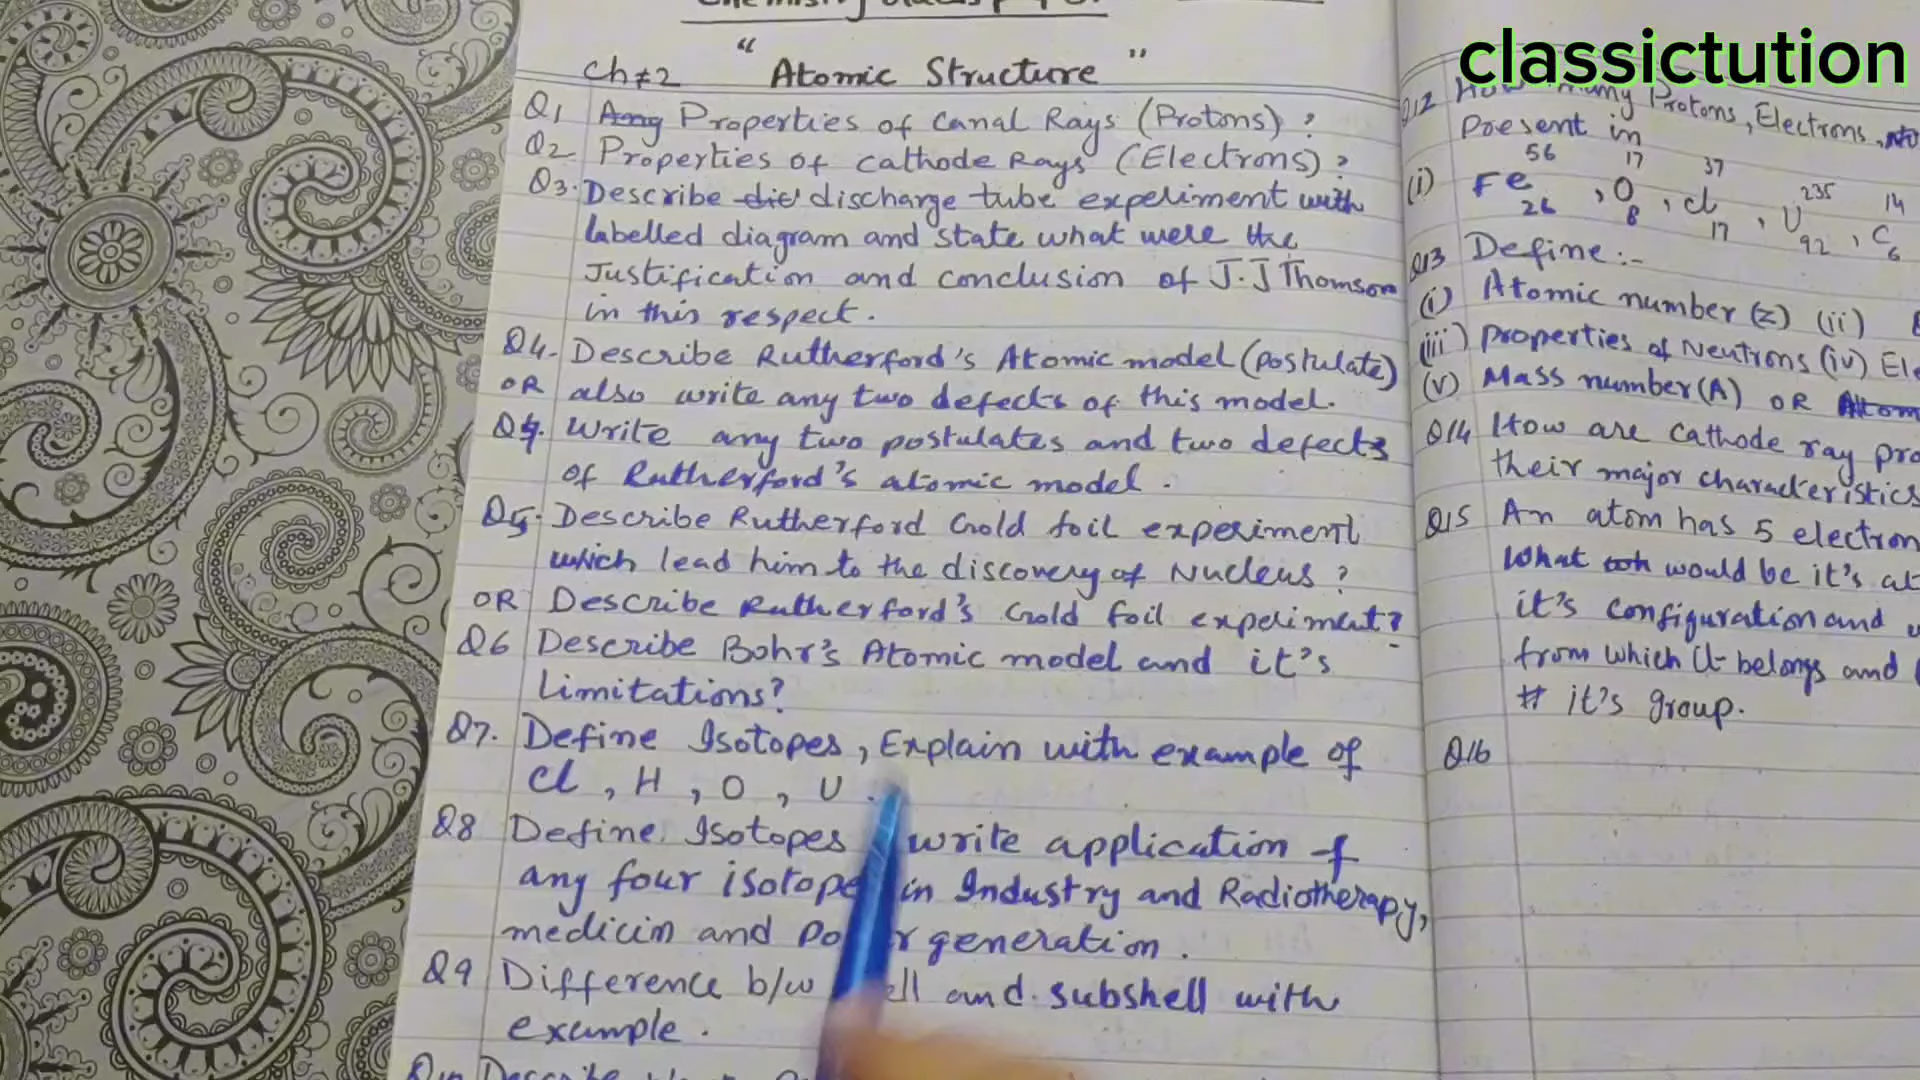 classictution
Ch#2 "Atomic Structure"
Q1 Any Properties of Canal Rays (Protons) ?
Q2 Properties of Cathode Rays (Electrons) ?
Q3. Describe discharge tube experiment with
labelled diagram and state what were the
Justification and conclusion of J.J Thomson
in this respect.
Q4. Describe Rutherford's Atomic model (postulate)
OR also write any two defects of this model.
Q4. Write any two postulates and two defects
of Rutherford's atomic model.
Q5. Describe Rutherford Gold foil experiment
which lead him to the discovery of Nucleus ?
OR Describe Rutherford's Gold foil experiment?
Q6 Describe Bohr's Atomic model and it's
limitations?
Q7. Define Isotopes, Explain with example of
Cl, H, O, U.
Q8 Define Isotopes write application of
any four isotope in Industry and Radiotherapy,
medicin and generation.
Q9 Difference b/w and subshell with
example.
Describe
Q12 How many Protons, Electrons,
Present in
56 17 37 235 14
(i) Fe, O, Cl, U, C
26 8 17 92 6
Q13 Define:-
(i) Atomic number (Z) (ii)
(iii) Properties of Neutrons (iv)
(v) Mass number (A) OR
Q14 How are cathode ray
their major characteristics
Q15 An atom has 5 electron
What would be it's
it's configuration and
from which it belongs and
# it's group.
Q16